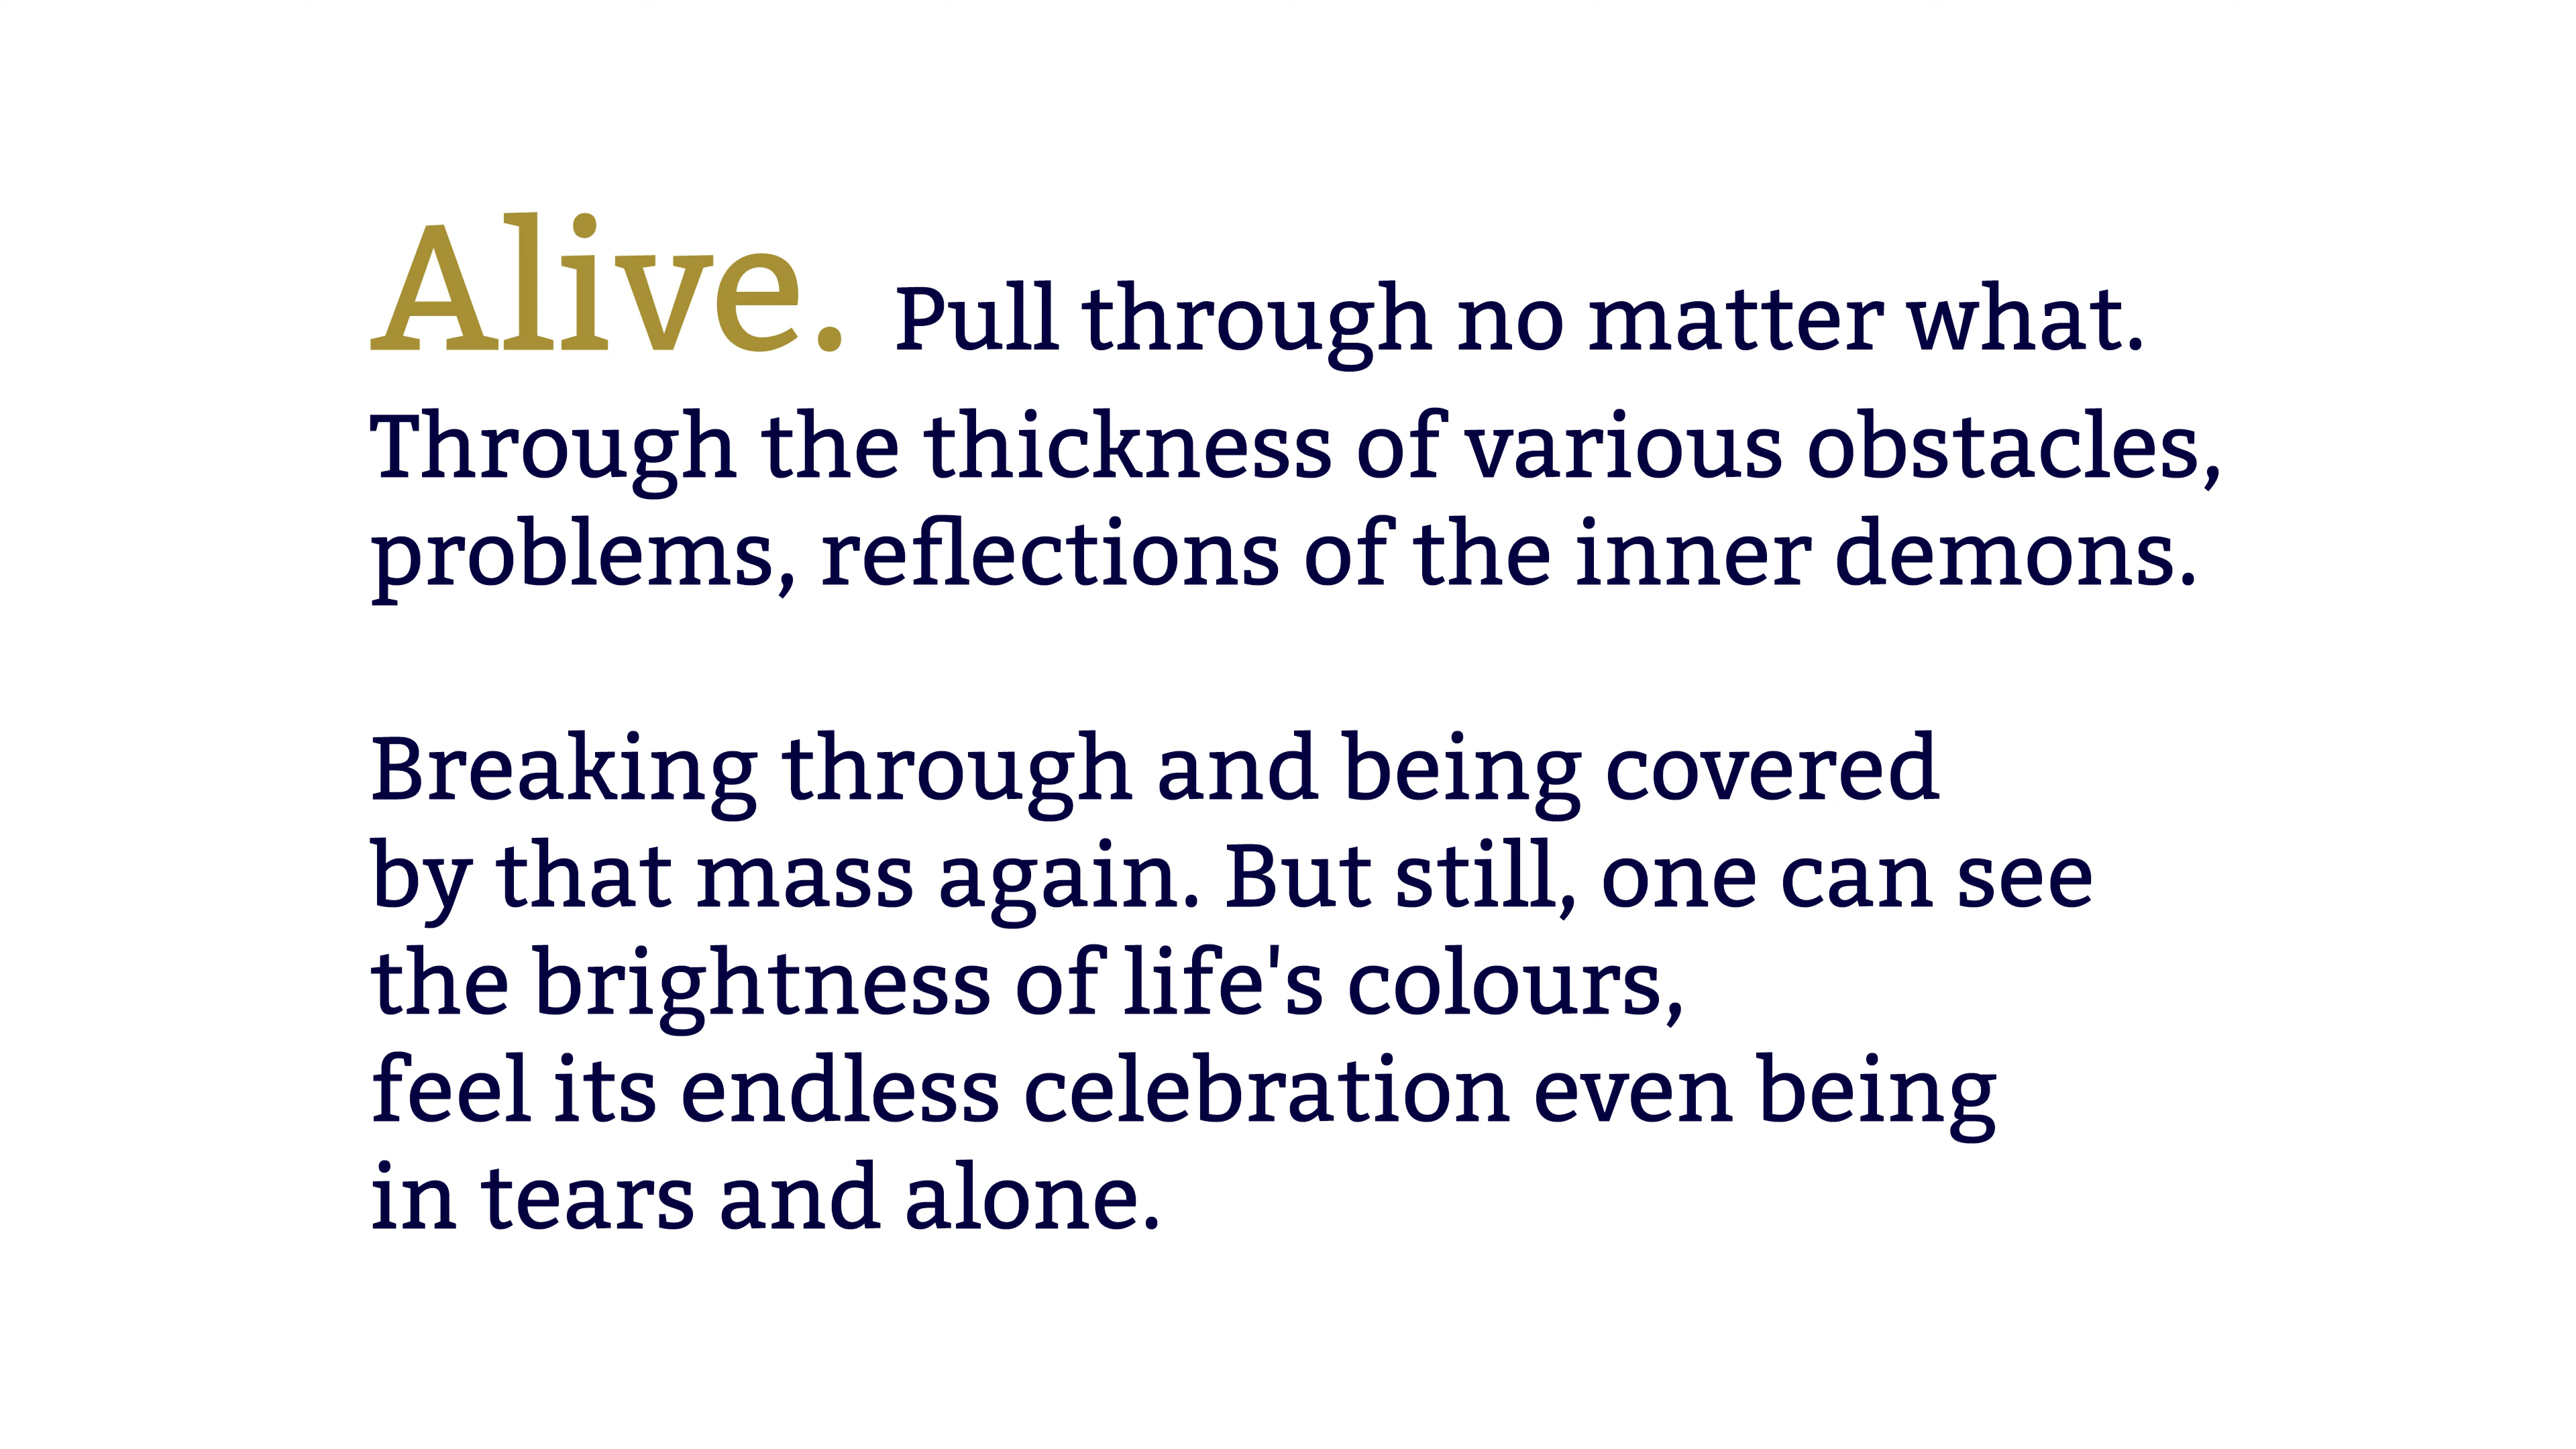 Alive. Pull through no matter what.
Through the thickness of various obstacles,
problems, reflections of the inner demons.
Breaking through and being covered
by that mass again. But still, one can see
the brightness of life's colours,
feel its endless celebration even being
in tears and alone.